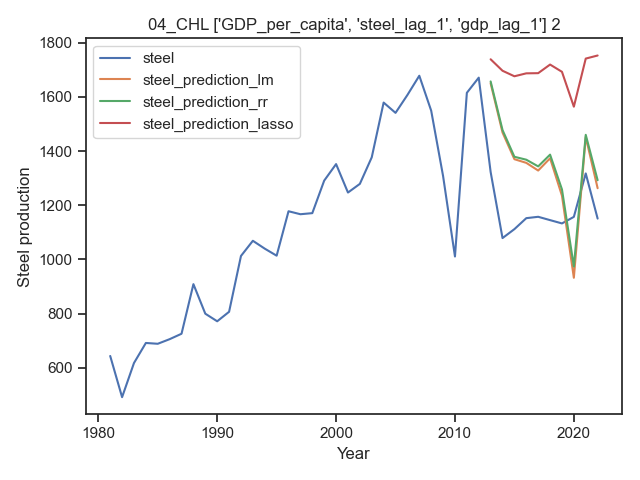 04_CHL ['GDP_per_capita', 'steel_lag_1', 'gdp_lag_1'] 2
steel
steel_prediction_lm
steel_prediction_rr
steel_prediction_lasso
Steel production
1800
1600
1400
1200
1000
800
600
1980
1990
2000
2010
2020
Year